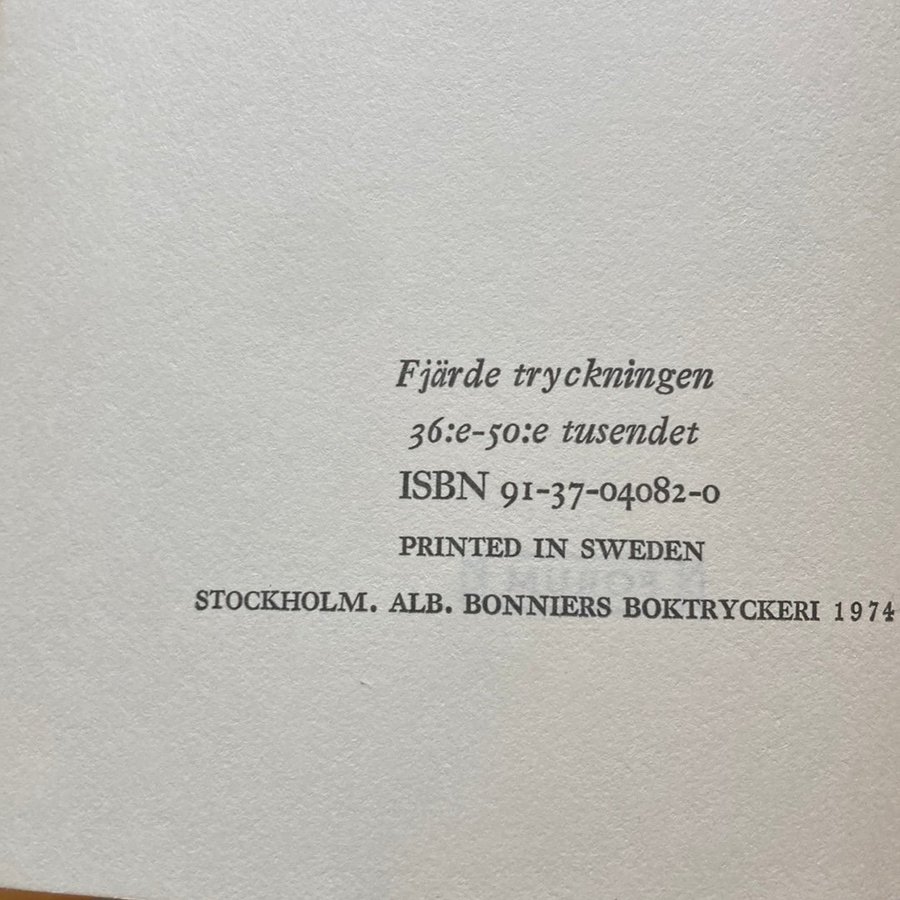 Fjärde tryckningen
36:e-50:e tusendet
ISBN 91-37-04082-0
PRINTED IN SWEDEN
STOCKHOLM. ALB. BONNIERS BOKTRYCKERI 1974